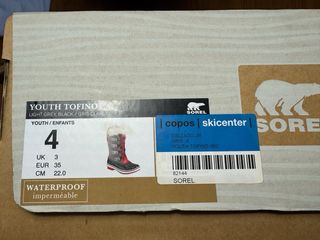 YOUTH TOFINO
LIGHT GREY, BLACK / GRIS CLAIR
YOUTH / ENFANTS
4
UK 3
EUR 35
CM 22.0
WATERPROOF
imperméable
SOREL
| copos | skicenter |
82144
SOREL
SOREL